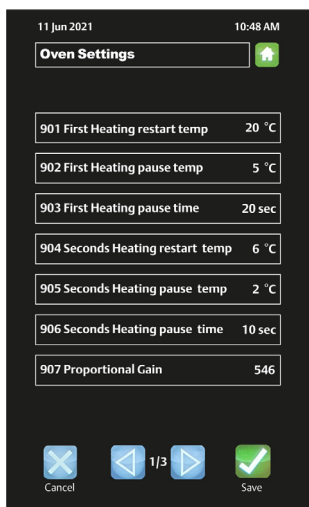 11 Jun 2021 10:48 AM
Oven Settings
901 First Heating restart temp 20 °C
902 First Heating pause temp 5 °C
903 First Heating pause time 20 sec
904 Seconds Heating restart temp 6 °C
905 Seconds Heating pause temp 2 °C
906 Seconds Heating pause time 10 sec
907 Proportional Gain 546
1/3
Cancel Save